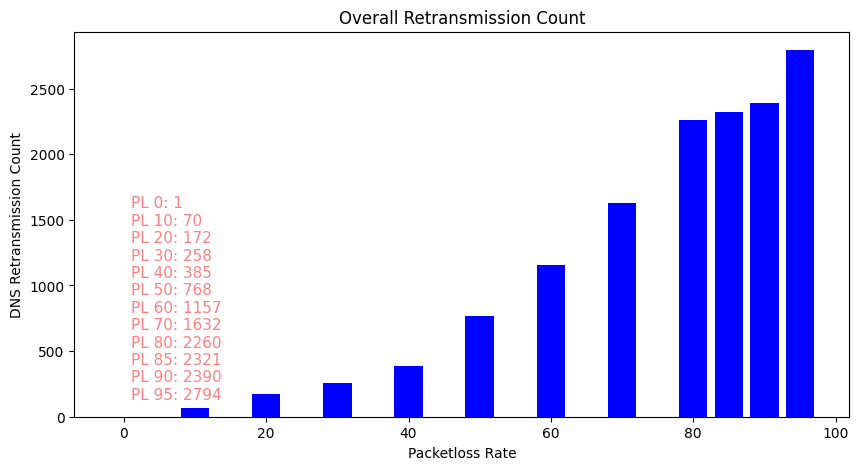 Overall Retransmission Count
DNS Retransmission Count
2500
2000
1500
1000
500
0
PL 0: 1
PL 10: 70
PL 20: 172
PL 30: 258
PL 40: 385
PL 50: 768
PL 60: 1157
PL 70: 1632
PL 80: 2260
PL 85: 2321
PL 90: 2390
PL 95: 2794
0 20 40 60 80 100
Packetloss Rate